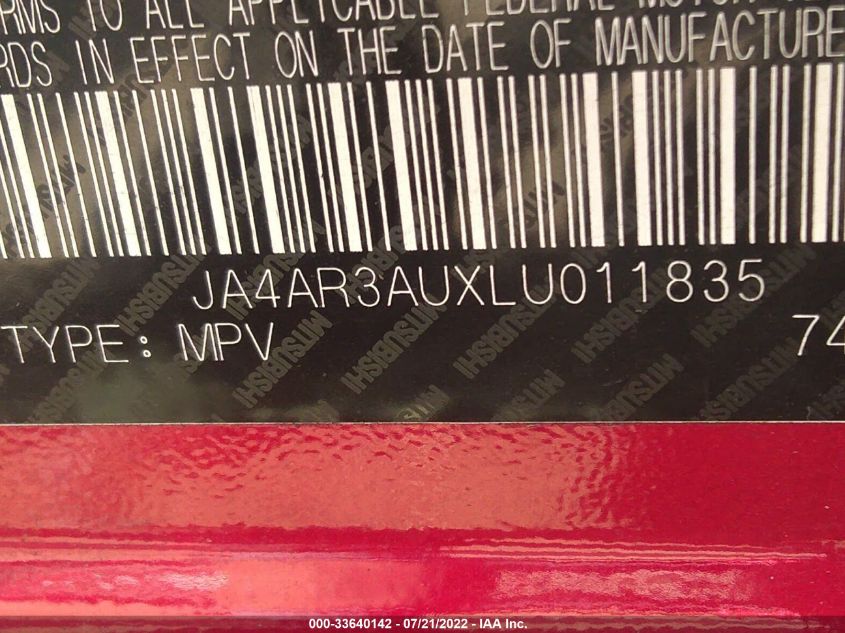 RMS TO ALL APPLICABLE FEDERAL MOTOR
RDS IN EFFECT ON THE DATE OF MANUFACTURE
JA4AR3AUXLU011835
TYPE: MPV 74
MITSUBISHI
000-33640142 - 07/21/2022 - IAA Inc.